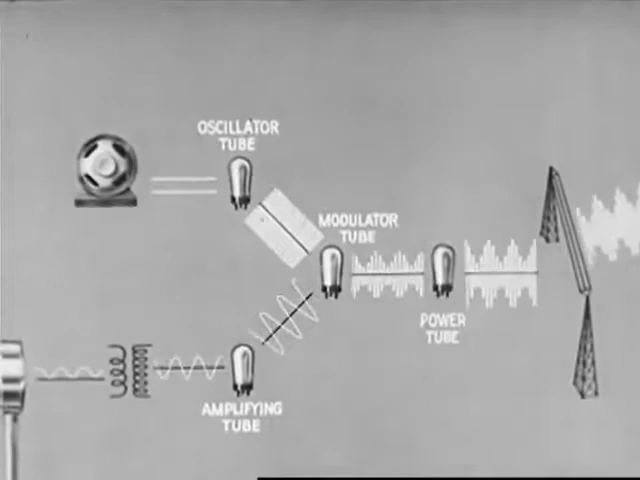 OSCILLATOR
TUBE
MODULATOR
TUBE
POWER
TUBE
AMPLIFYING
TUBE